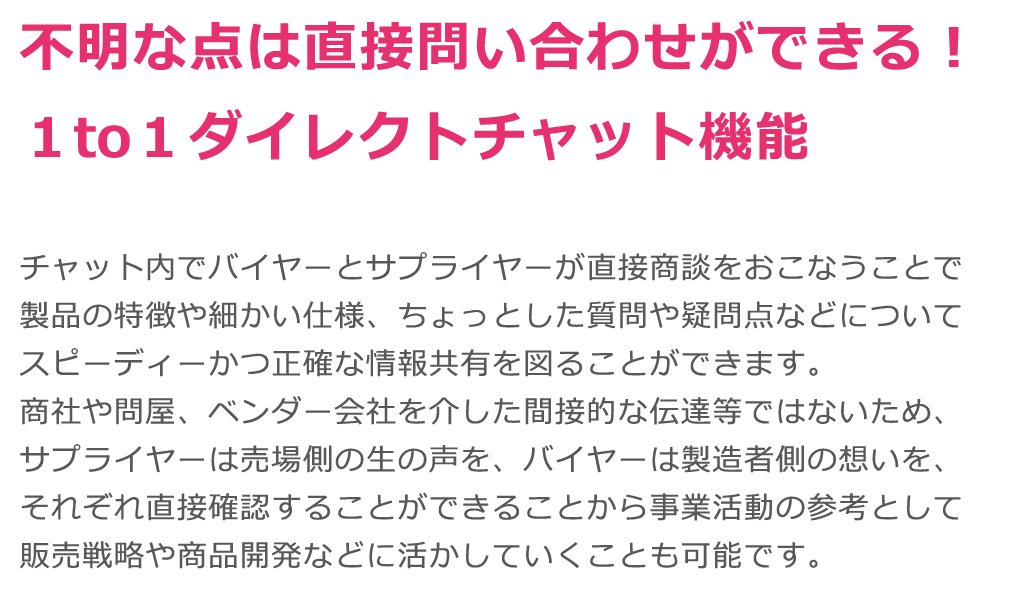 不明な点は直接問い合わせができる！
１to１ダイレクトチャット機能
チャット内でバイヤーとサプライヤーが直接商談をおこなうことで
製品の特徴や細かい仕様、ちょっとした質問や疑問点などについて
スピーディーかつ正確な情報共有を図ることができます。
商社や問屋、ベンダー会社を介した間接的な伝達等ではないため、
サプライヤーは売場側の生の声を、バイヤーは製造者側の想いを、
それぞれ直接確認することができることから事業活動の参考として
販売戦略や商品開発などに活かしていくことも可能です。